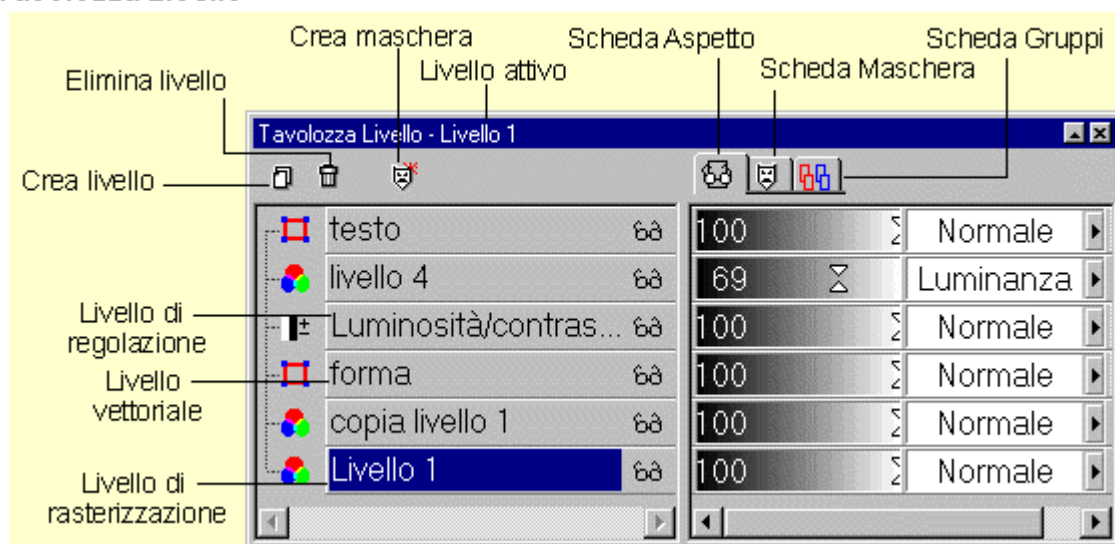 Crea maschera
Scheda Aspetto
Scheda Gruppi
Elimina livello
Livello attivo
Scheda Maschera
Tavolozza Livello - Livello 1
Crea livello
testo
100
Normale
livello 4
69
Luminanza
Livello di
regolazione
Luminosità/contras...
100
Normale
Livello
vettoriale
forma
100
Normale
copia livello 1
100
Normale
Livello di
rasterizzazione
Livello 1
100
Normale